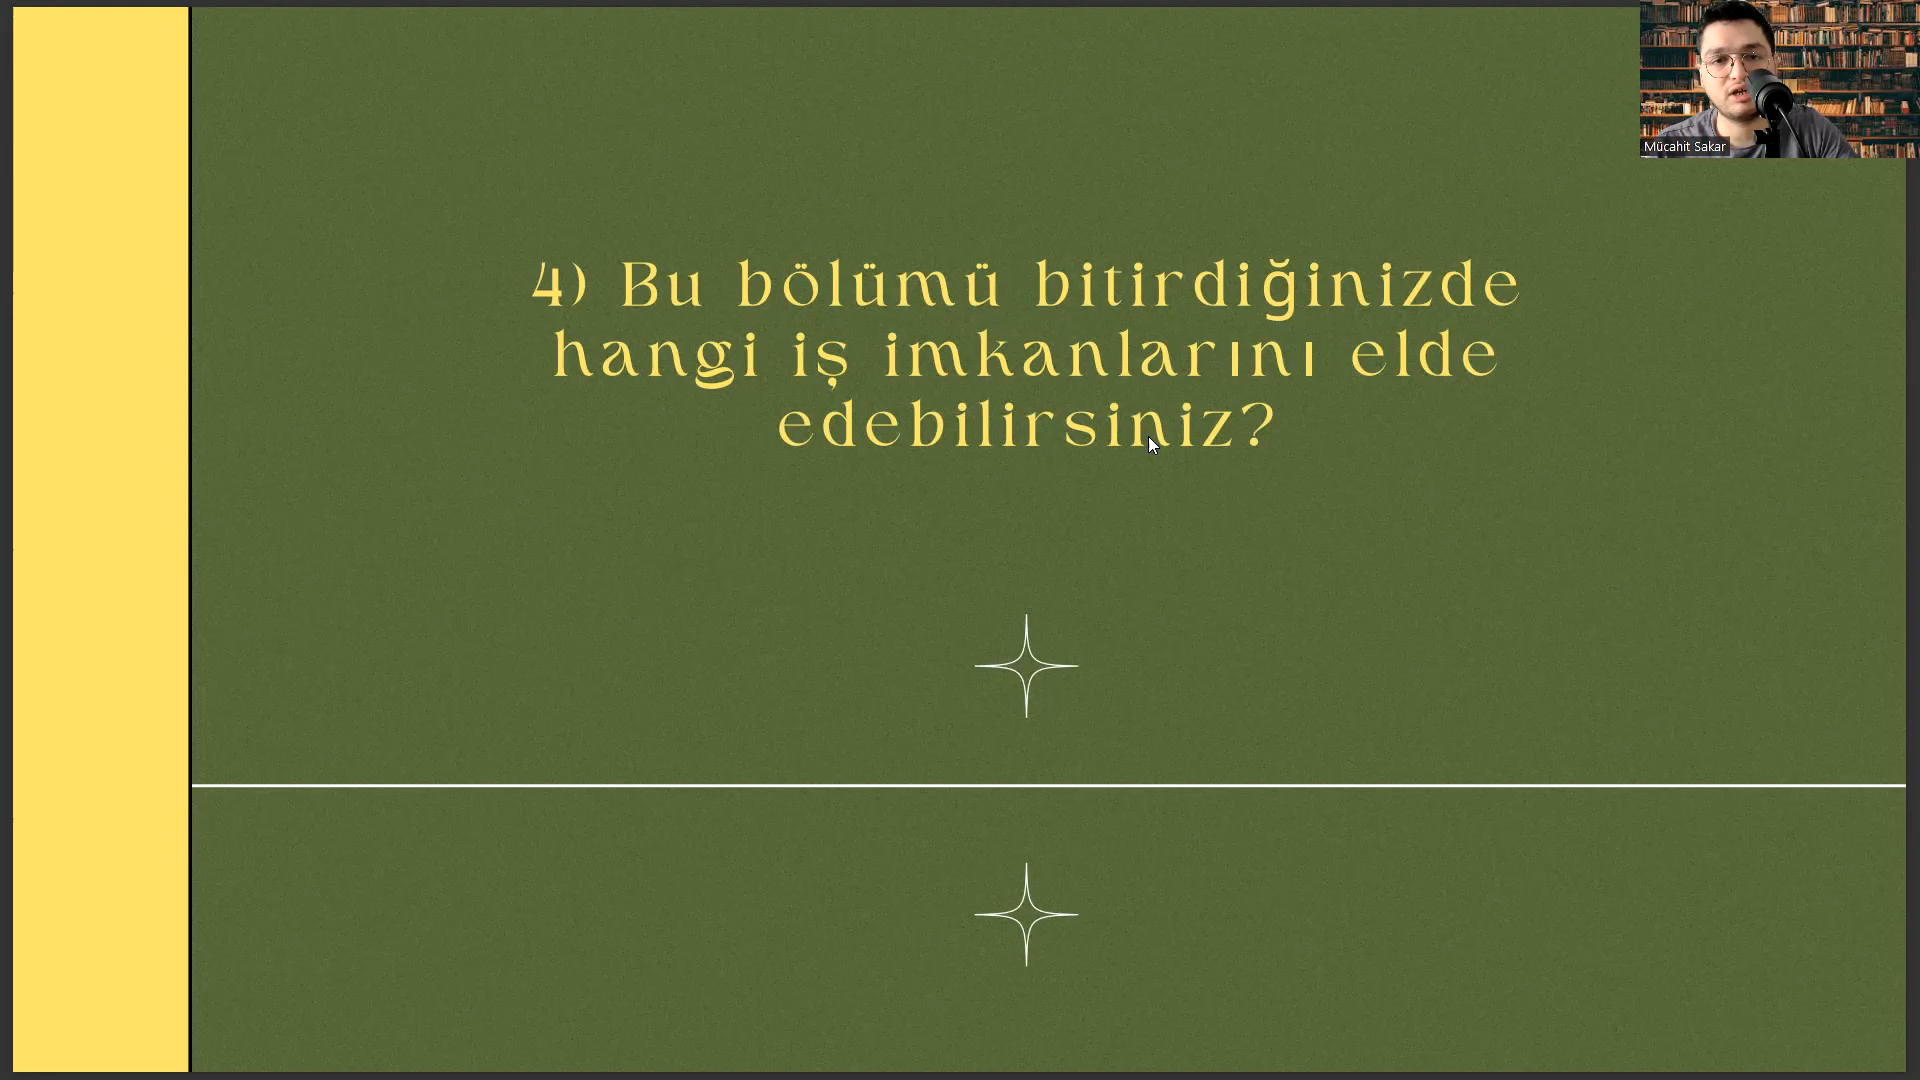 Mücahit Sakar
4) Bu bölümü bitirdiğinizde
hangi iş imkanlarını elde
edebilirsiniz?